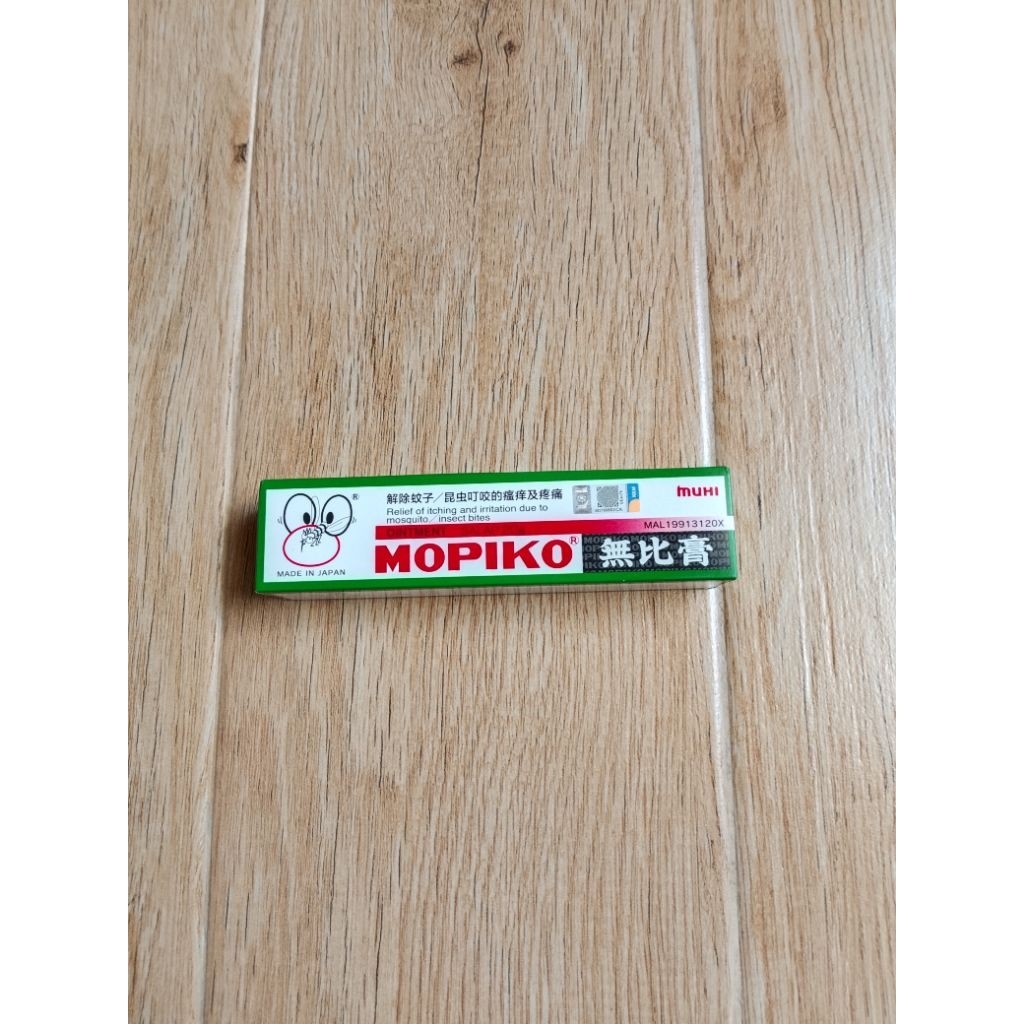 ®
解除蚊子／昆虫叮咬的瘙痒及疼痛
Relief of itching and irritation due to
mosquito／insect bites
muHI
MAL19913120X
OINTMENT
MOPIKO®
無比膏
MADE IN JAPAN